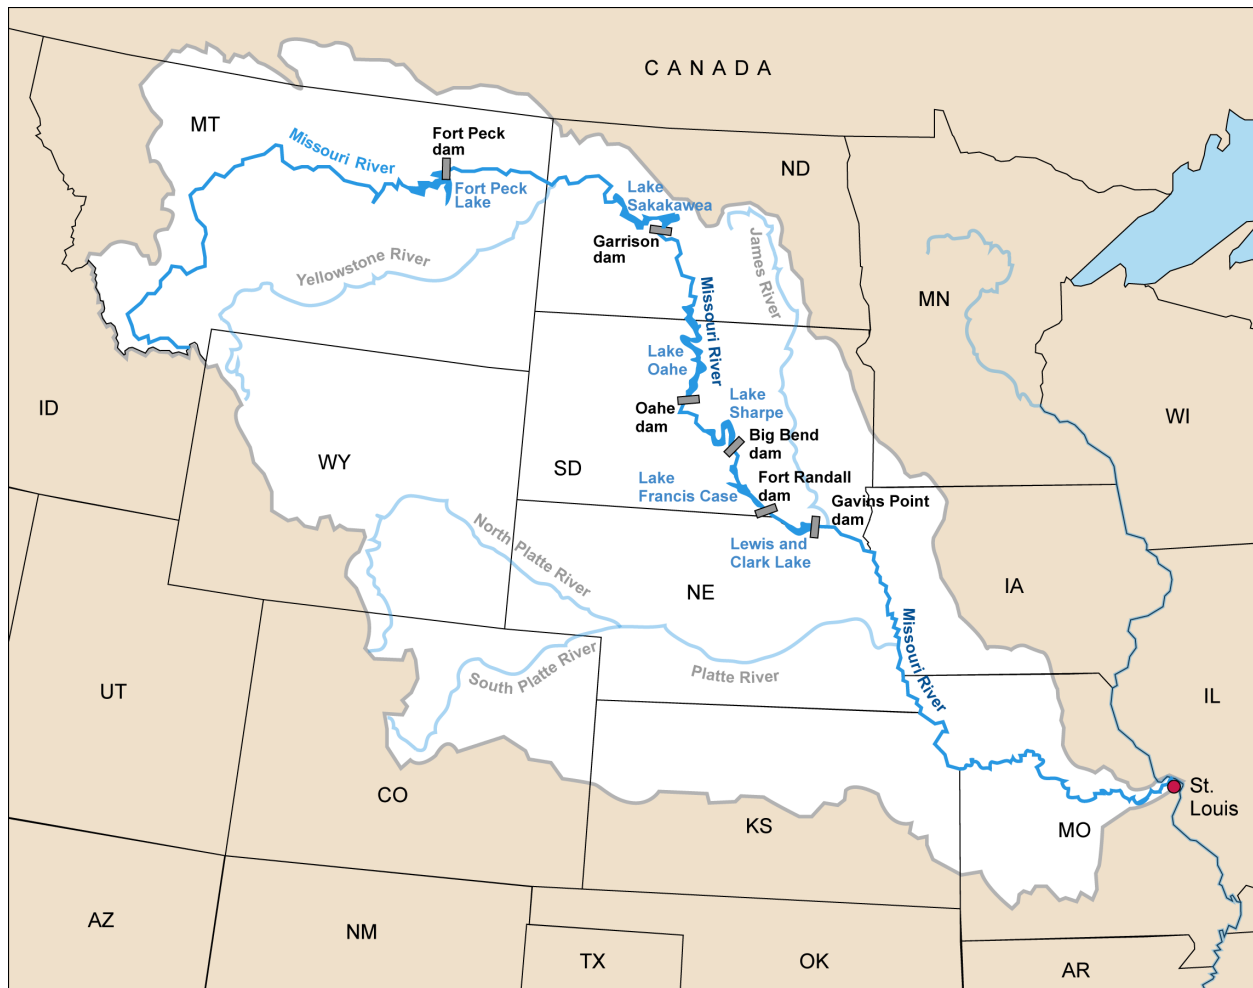 CANADA
MT
Missouri River
Fort Peck
dam
Fort Peck
Lake
ND
Lake
Sakakawea
Garrison
dam
James River
Yellowstone River
MN
Missouri River
Lake
Oahe
ID
Oahe
dam
Lake
Sharpe
WI
Big Bend
dam
WY
SD
Lake
Francis Case
Fort Randall
dam
Gavins Point
dam
North Platte River
Lewis and
Clark Lake
NE
IA
Missouri River
UT
South Platte River
Platte River
IL
CO
St.
Louis
KS
MO
AZ
NM
TX
OK
AR